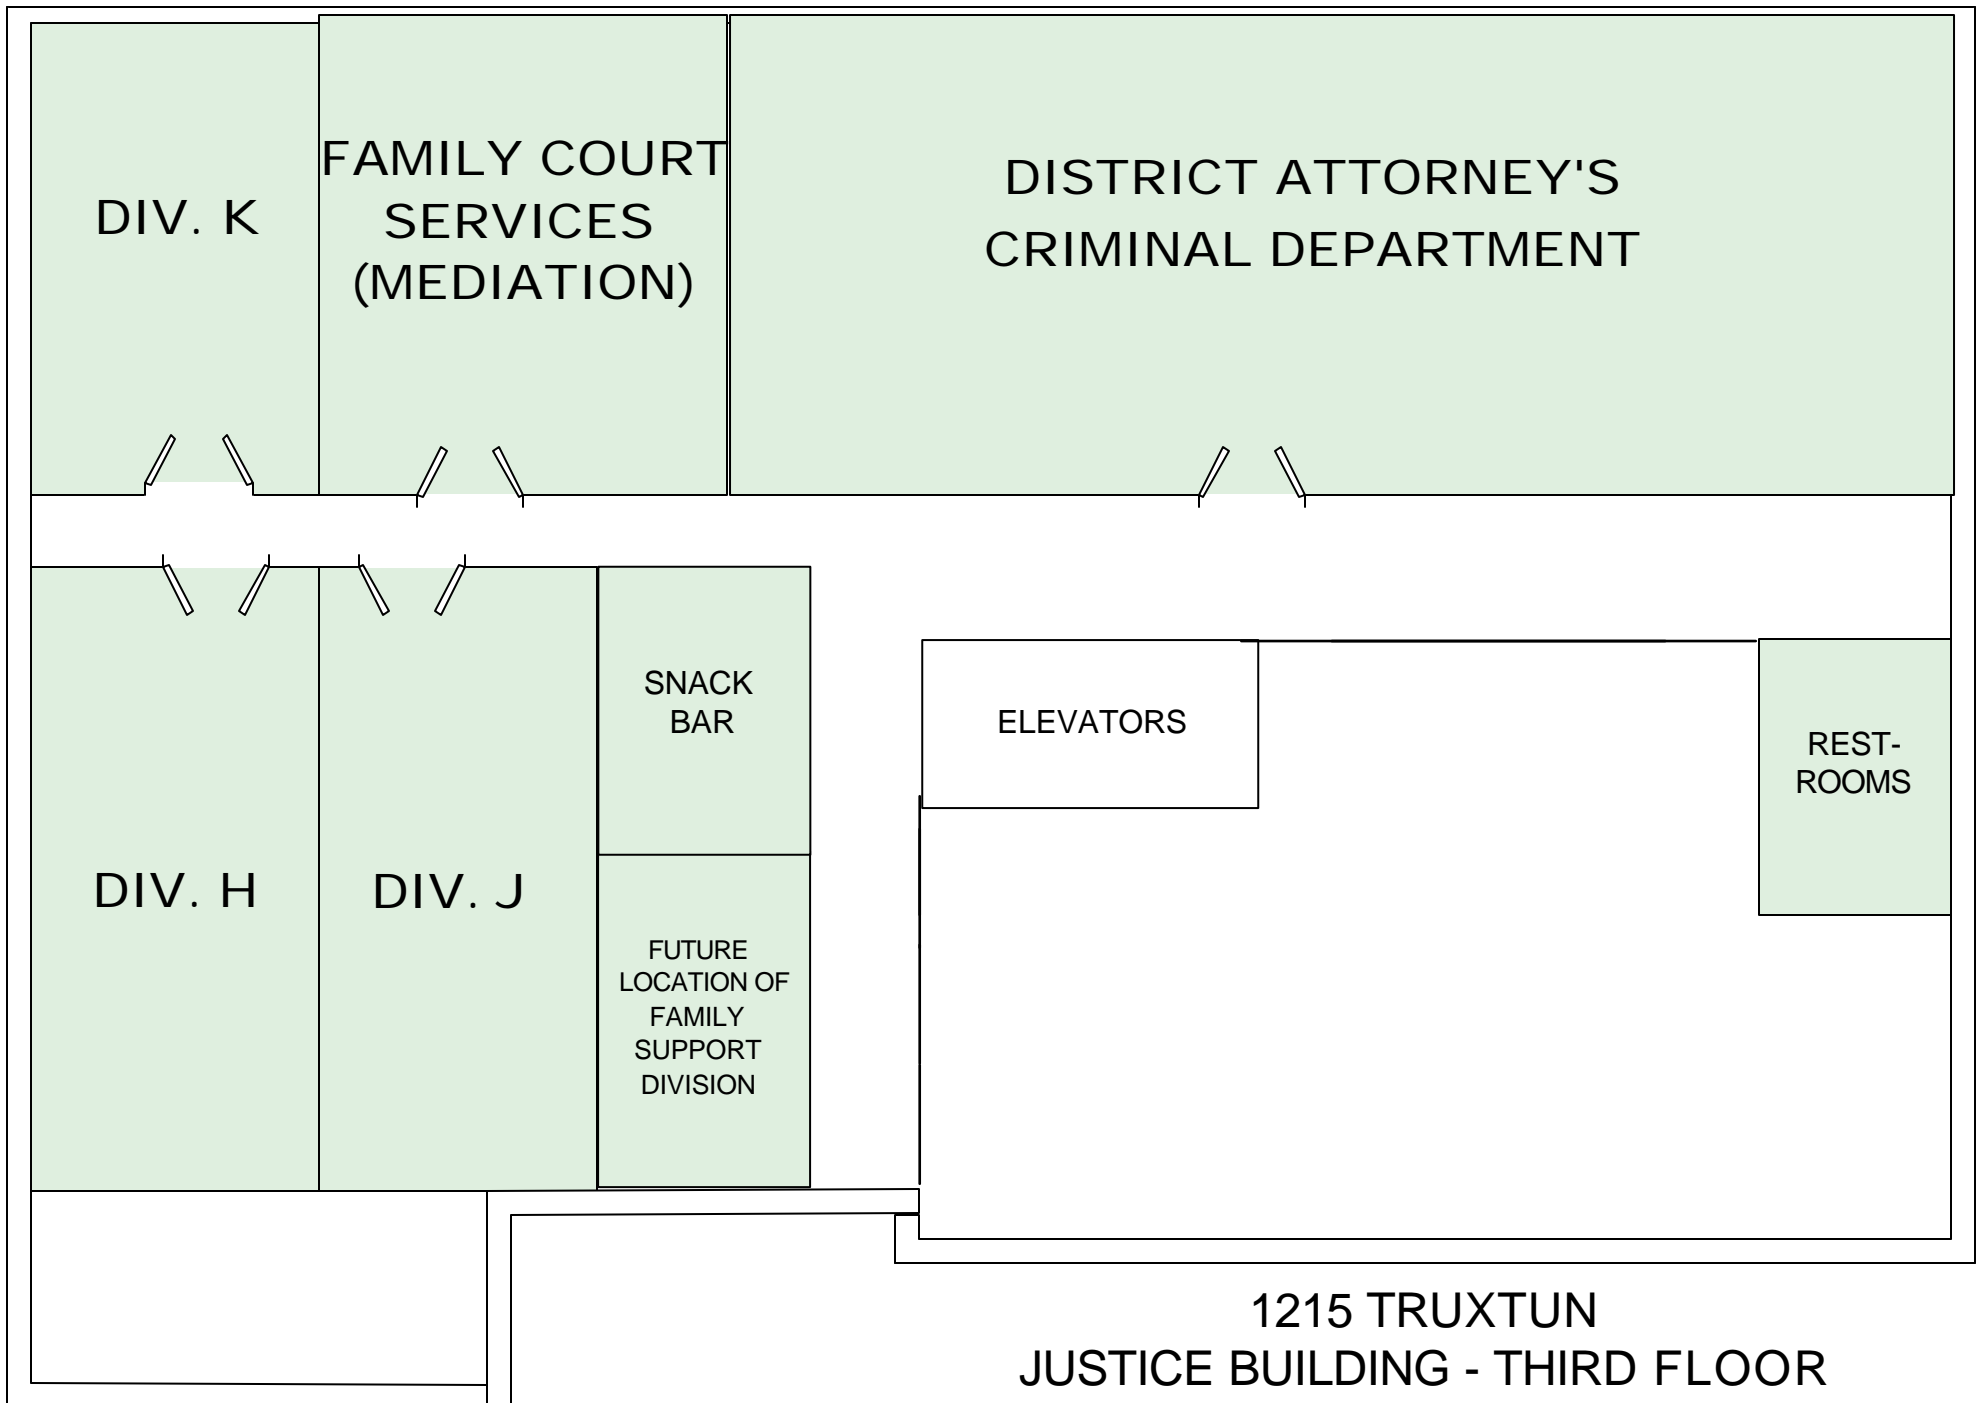 DIV. K
FAMILY COURT
SERVICES
(MEDIATION)
DISTRICT ATTORNEY'S
CRIMINAL DEPARTMENT
SNACK
BAR
ELEVATORS
REST-
ROOMS
DIV. H
DIV. J
FUTURE
LOCATION OF
FAMILY
SUPPORT
DIVISION
1215 TRUXTUN
JUSTICE BUILDING - THIRD FLOOR